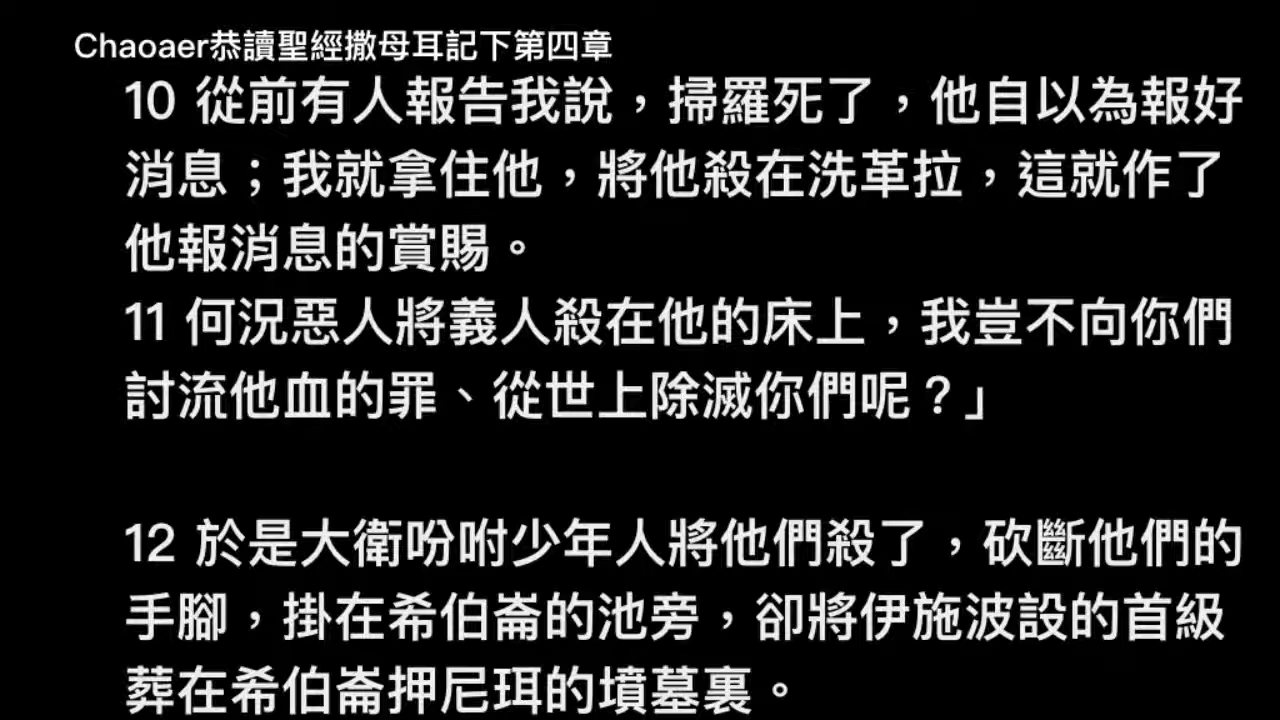 Chaoaer恭讀聖經撒母耳記下第四章
10 從前有人報告我說，掃羅死了，他自以為報好
消息；我就拿住他，將他殺在洗革拉，這就作了
他報消息的賞賜。
11 何況惡人將義人殺在他的床上，我豈不向你們
討流他血的罪、從世上除滅你們呢？」
12 於是大衛吩咐少年人將他們殺了，砍斷他們的
手腳，掛在希伯崙的池旁，卻將伊施波設的首級
葬在希伯崙押尼珥的墳墓裏。